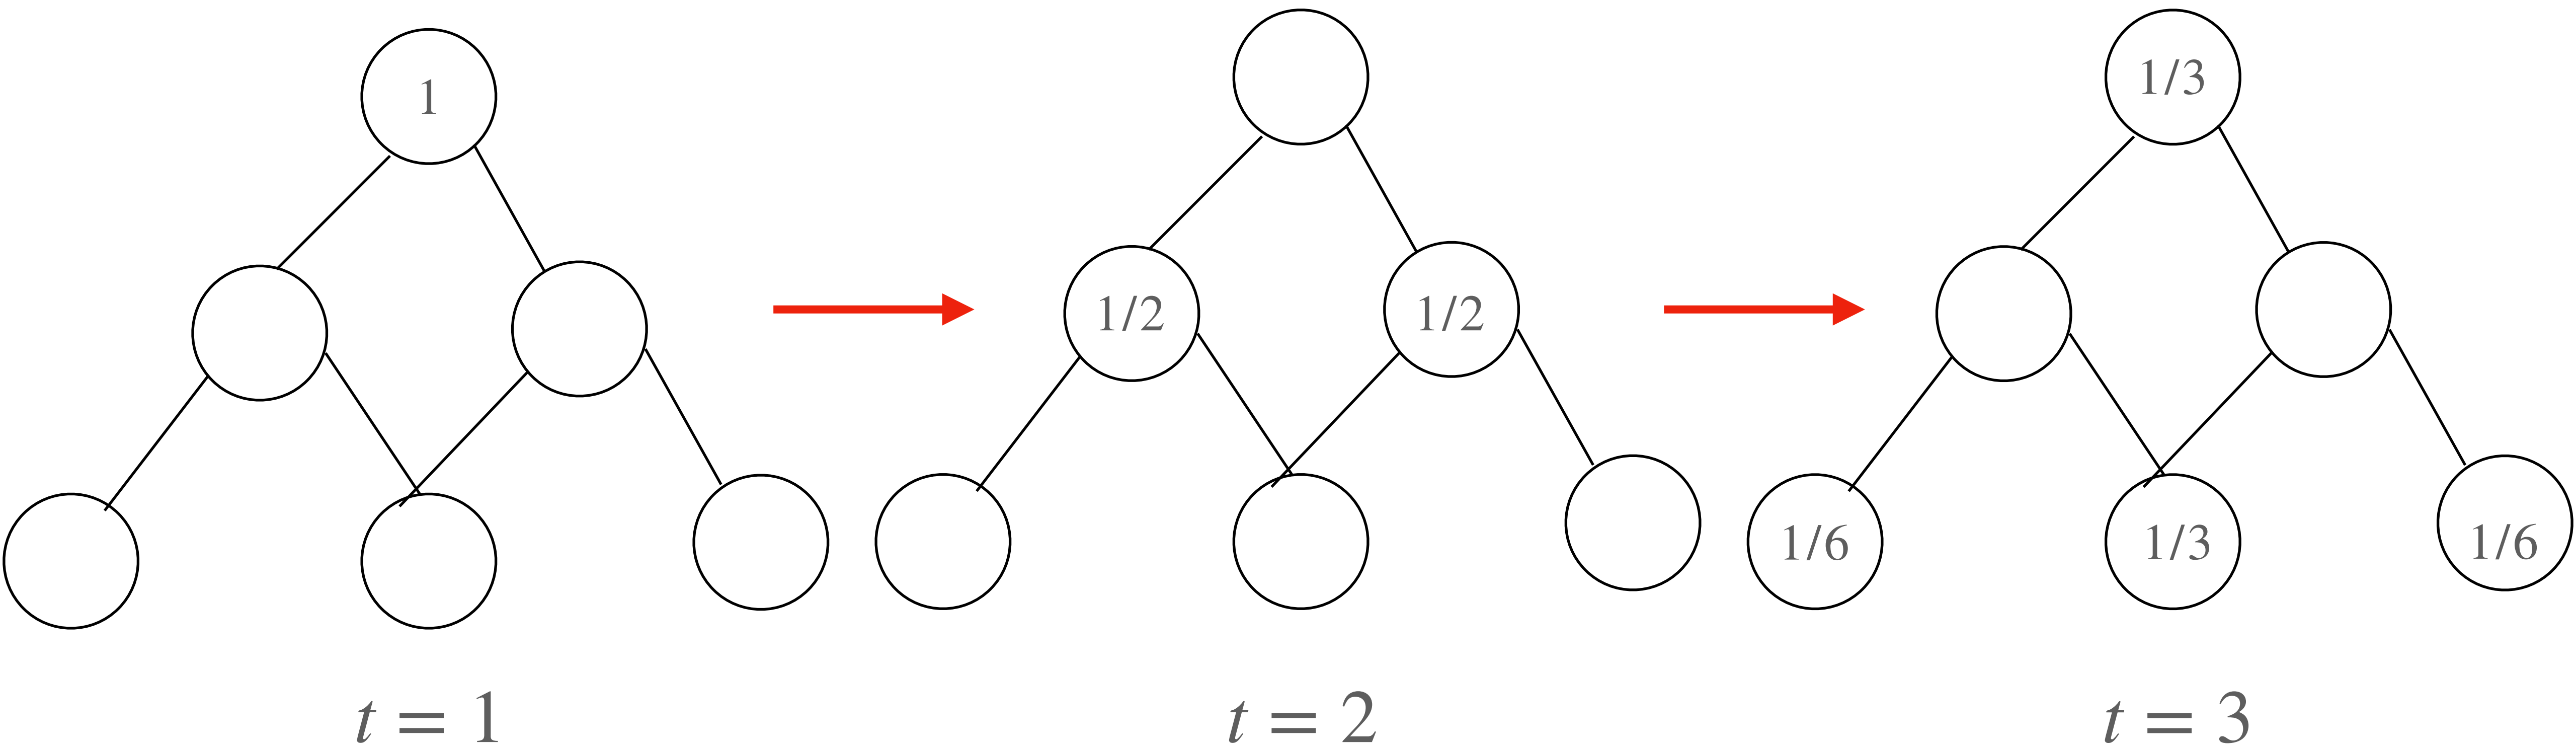 1
1/2 1/2
1/3
1/6 1/3 1/6
t = 1
t = 2
t = 3